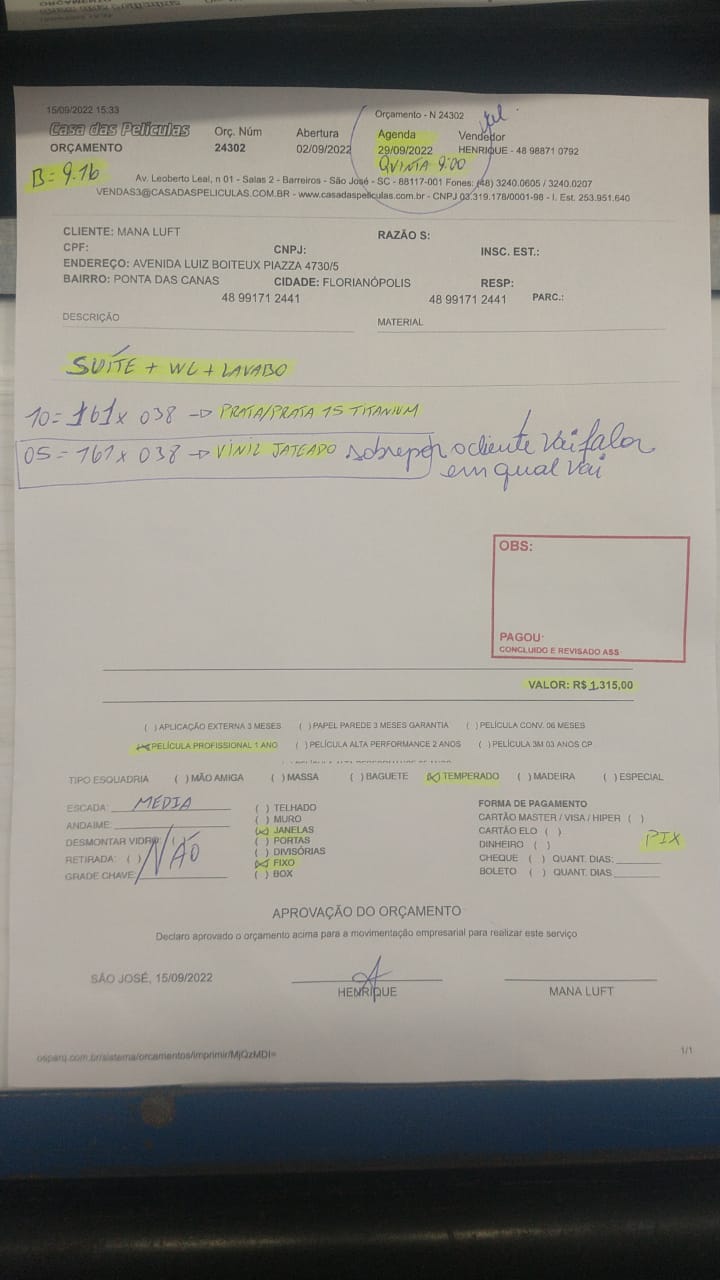 15/09/2022 15:33
Orçamento - N 24302
Casa das Películas
Orç. Núm
Abertura
Agenda
Vendedor
ORÇAMENTO
24302
02/09/2022
29/09/2022
HENRIQUE - 48 98871 0792
QUINTA 9:00
B = 9.16
Av. Leoberto Leal, n 01 - Salas 2 - Barreiros - São José - SC - 88117-001 Fones: (48) 3240.0605 / 3240.0207
VENDAS3@CASADASPELICULAS.COM.BR - www.casadaspeliculas.com.br - CNPJ 03.319.178/0001-98 - I. Est. 253.951.640
CLIENTE: MANA LUFT
RAZÃO S:
CPF:
CNPJ:
INSC. EST.:
ENDEREÇO: AVENIDA LUIZ BOITEUX PIAZZA 4730/5
BAIRRO: PONTA DAS CANAS
CIDADE: FLORIANÓPOLIS
RESP:
48 99171 2441
48 99171 2441
PARC.:
DESCRIÇÃO
MATERIAL
SUÍTE + WC + LAVABO
10 = 161 x 038 -> PRATA/PRATA 15 TITANIUM
05 = 161 x 038 -> VINIL JATEADO sobrepor o cliente vai falar
em qual vai
OBS:
PAGOU:
CONCLUIDO E REVISADO ASS
VALOR: R$ 1.315,00
( ) APLICAÇÃO EXTERNA 3 MESES ( ) PAPEL PAREDE 3 MESES GARANTIA ( ) PELÍCULA CONV. 06 MESES
(X) PELÍCULA PROFISSIONAL 1 ANO ( ) PELÍCULA ALTA PERFORMANCE 2 ANOS ( ) PELÍCULA 3M 03 ANOS CP
TIPO ESQUADRIA ( ) MÃO AMIGA ( ) MASSA ( ) BAGUETE (X) TEMPERADO ( ) MADEIRA ( ) ESPECIAL
ESCADA: MEDIA
ANDAIME:
DESMONTAR VIDRO: ( )
RETIRADA: ( ) NÃO
GRADE CHAVE:
( ) TELHADO
( ) MURO
(X) JANELAS
( ) PORTAS
( ) DIVISÓRIAS
(X) FIXO
( ) BOX
FORMA DE PAGAMENTO
CARTÃO MASTER / VISA / HIPER ( )
CARTÃO ELO ( )
DINHEIRO ( )
PIX
CHEQUE ( ) QUANT. DIAS:
BOLETO ( ) QUANT. DIAS
APROVAÇÃO DO ORÇAMENTO
Declaro aprovado o orçamento acima para a movimentação empresarial para realizar este serviço
SÃO JOSÉ, 15/09/2022
HENRIQUE
MANA LUFT
osparq.com.br/sistema/orcamentos/imprimir/MjQzMDI=
1/1